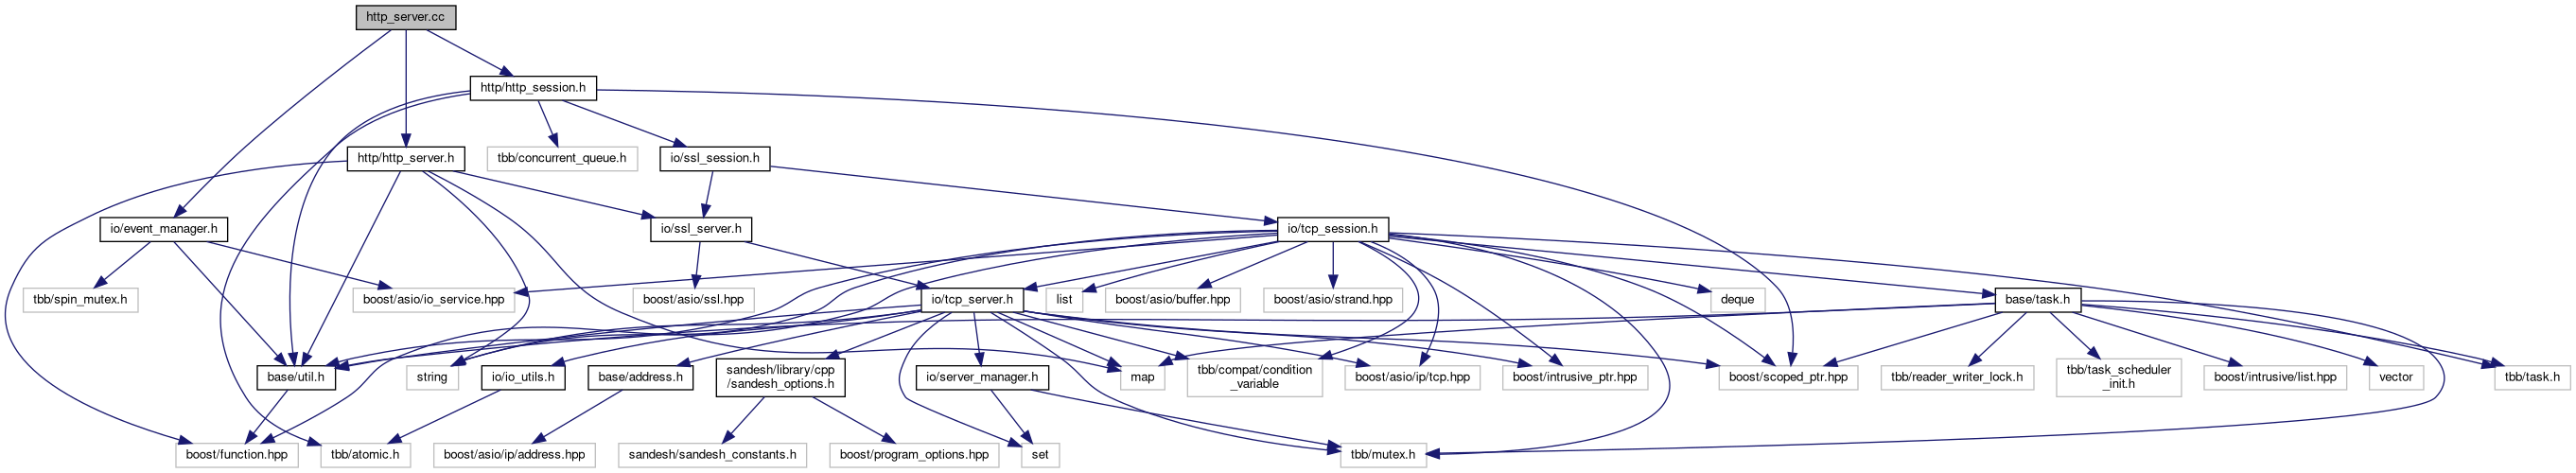 http_server.cc
http/http_session.h
http/http_server.h
tbb/concurrent_queue.h
io/ssl_session.h
io/event_manager.h
io/ssl_server.h
io/tcp_session.h
tbb/spin_mutex.h
boost/asio/io_service.hpp
boost/asio/ssl.hpp
io/tcp_server.h
list
boost/asio/buffer.hpp
boost/asio/strand.hpp
deque
base/task.h
base/util.h
string
io/io_utils.h
base/address.h
sandesh/library/cpp
/sandesh_options.h
io/server_manager.h
map
tbb/compat/condition
_variable
boost/asio/ip/tcp.hpp
boost/intrusive_ptr.hpp
boost/scoped_ptr.hpp
tbb/reader_writer_lock.h
tbb/task_scheduler
_init.h
boost/intrusive/list.hpp
vector
tbb/task.h
boost/function.hpp
tbb/atomic.h
boost/asio/ip/address.hpp
sandesh/sandesh_constants.h
boost/program_options.hpp
set
tbb/mutex.h